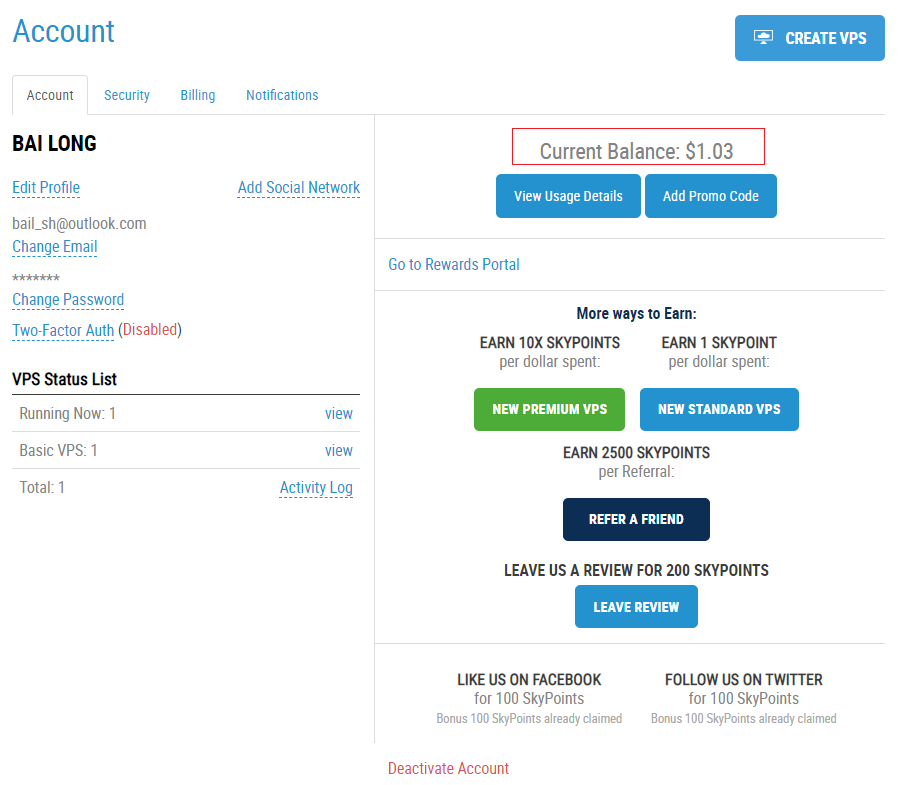 Account
CREATE VPS
Account
Security
Billing
Notifications
BAI LONG
Edit Profile
Add Social Network
bail_sh@outlook.com
Change Email
*******
Change Password
Two-Factor Auth (Disabled)
VPS Status List
Running Now: 1
view
Basic VPS: 1
view
Total: 1
Activity Log
Current Balance: $1.03
View Usage Details
Add Promo Code
Go to Rewards Portal
More ways to Earn:
EARN 10X SKYPOINTS
per dollar spent:
NEW PREMIUM VPS
EARN 1 SKYPOINT
per dollar spent:
NEW STANDARD VPS
EARN 2500 SKYPOINTS
per Referral:
REFER A FRIEND
LEAVE US A REVIEW FOR 200 SKYPOINTS
LEAVE REVIEW
LIKE US ON FACEBOOK
for 100 SkyPoints
Bonus 100 SkyPoints already claimed
FOLLOW US ON TWITTER
for 100 SkyPoints
Bonus 100 SkyPoints already claimed
Deactivate Account